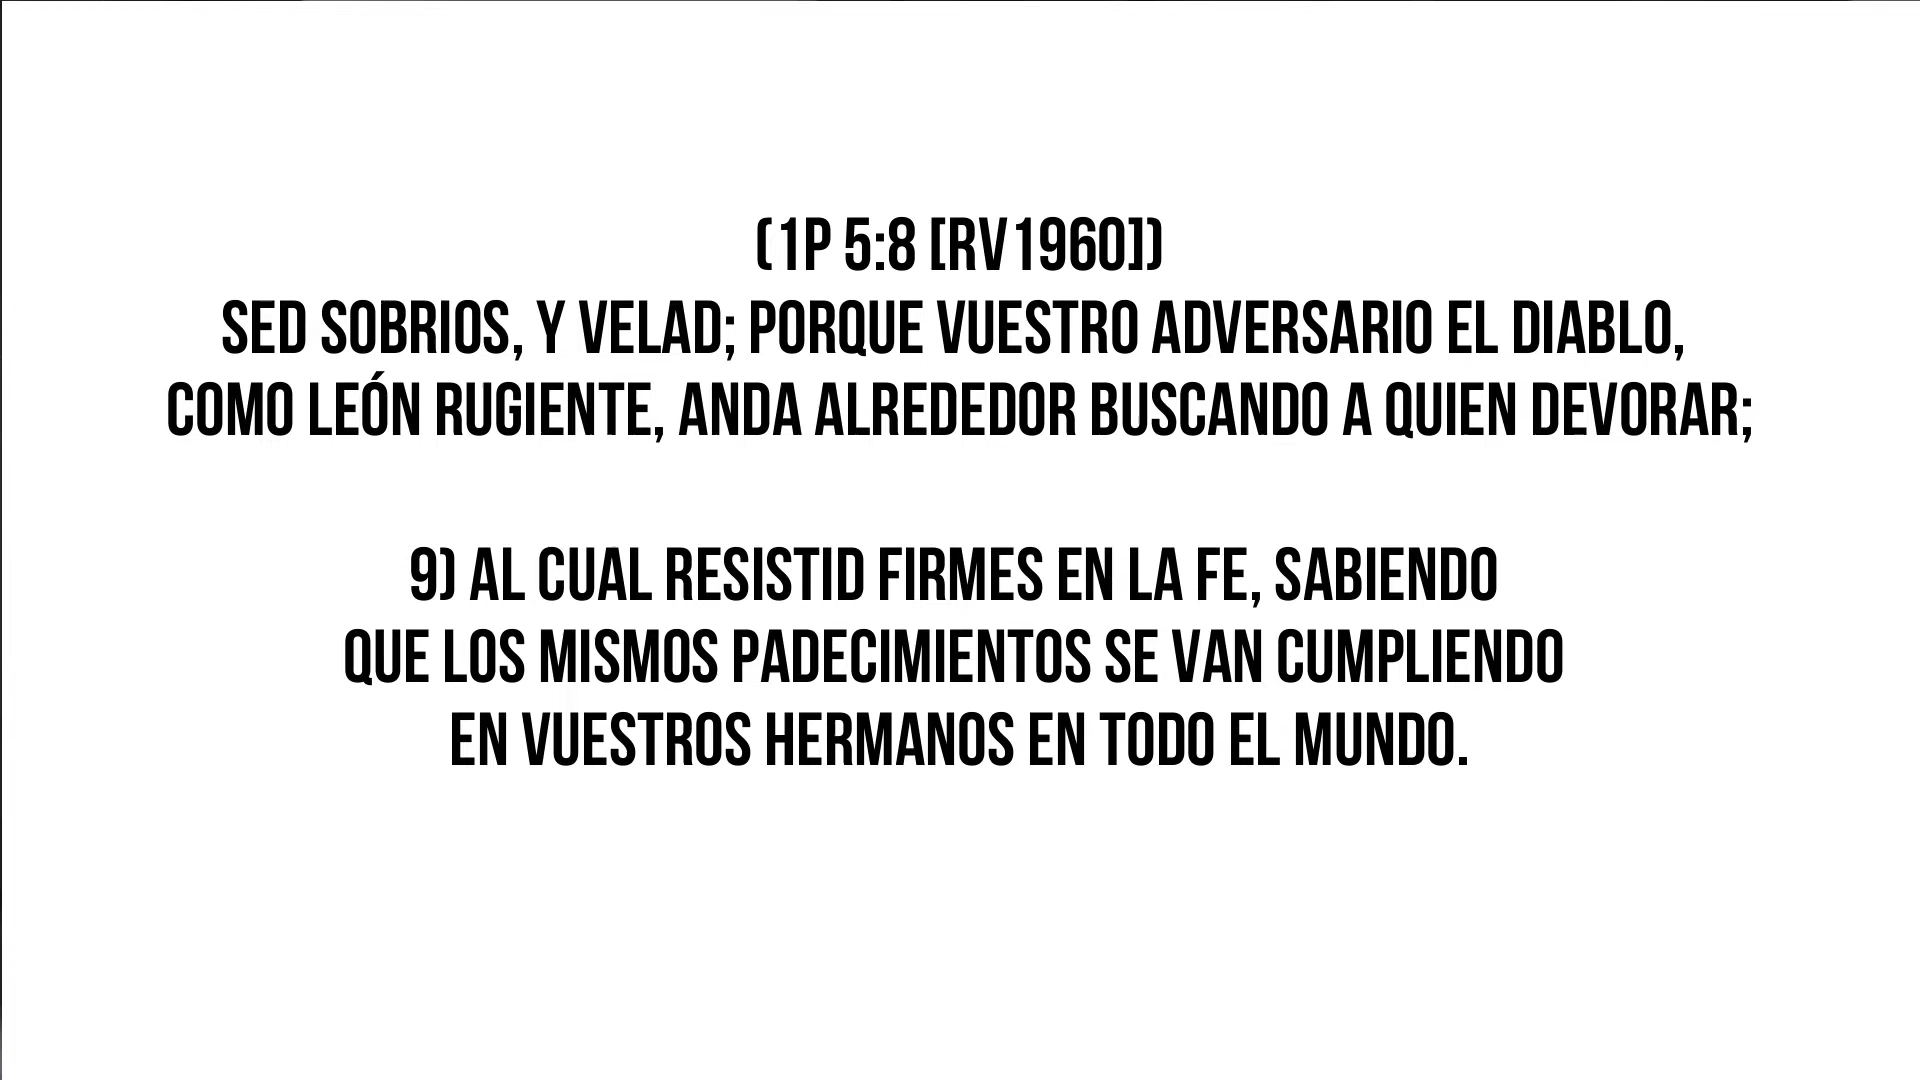 (1P 5:8 [RV1960])
SED SOBRIOS, Y VELAD; PORQUE VUESTRO ADVERSARIO EL DIABLO,
COMO LEÓN RUGIENTE, ANDA ALREDEDOR BUSCANDO A QUIEN DEVORAR;
9) AL CUAL RESISTID FIRMES EN LA FE, SABIENDO
QUE LOS MISMOS PADECIMIENTOS SE VAN CUMPLIENDO
EN VUESTROS HERMANOS EN TODO EL MUNDO.